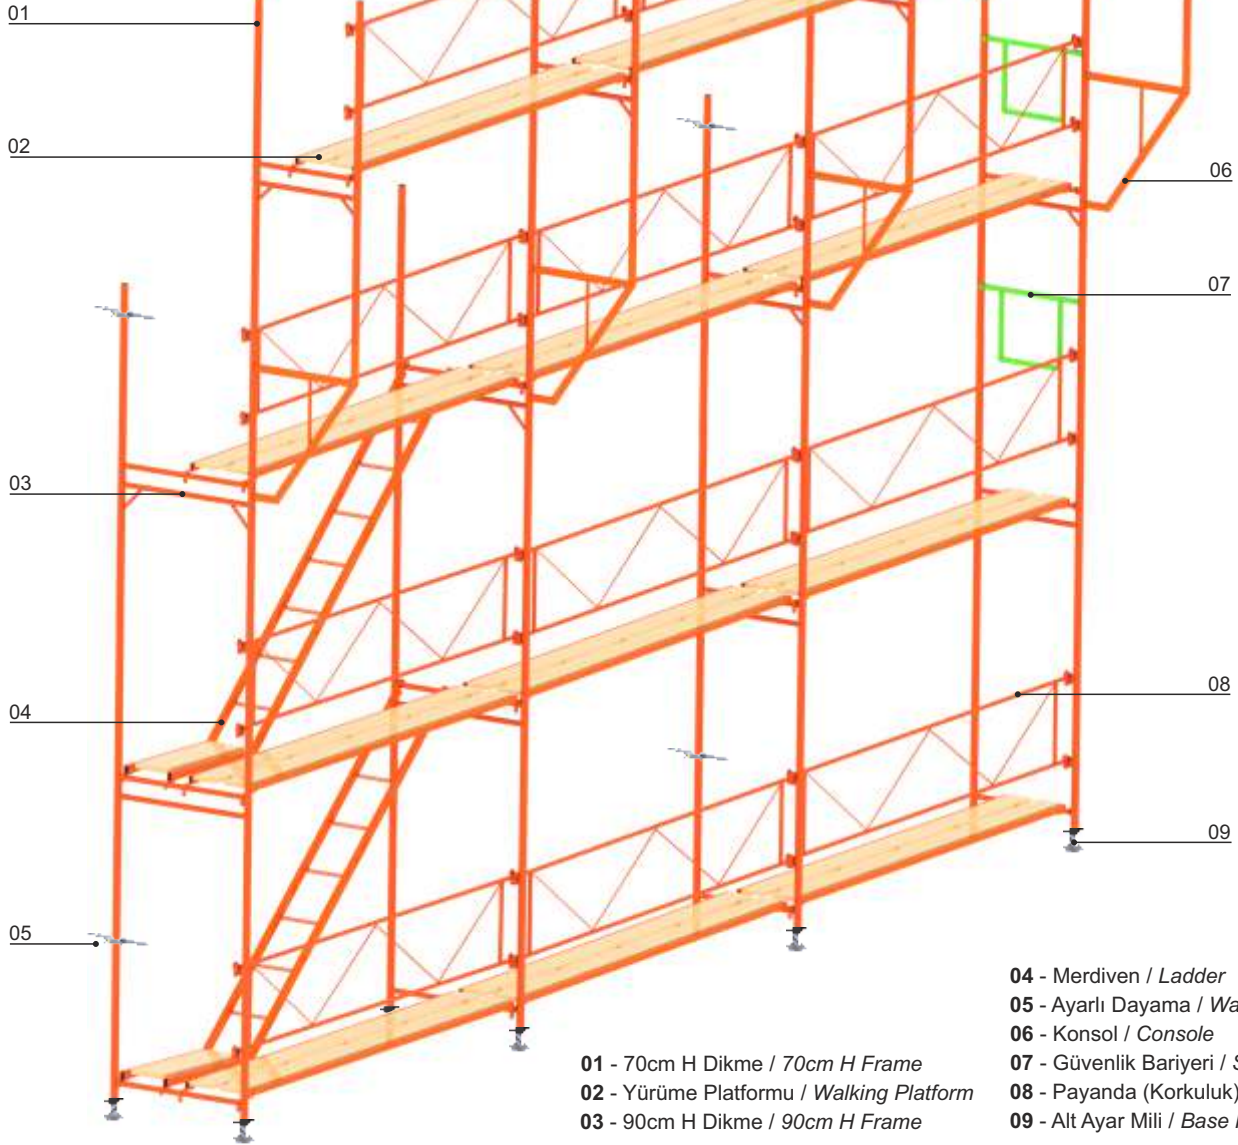 01
02
03
04
05
06
07
08
09
01 - 70cm H Dikme / 70cm H Frame
02 - Yürüme Platformu / Walking Platform
03 - 90cm H Dikme / 90cm H Frame
04 - Merdiven / Ladder
05 - Ayarlı Dayama /
06 - Konsol / Console
07 - Güvenlik Bariyeri /
08 - Payanda (Korkuluk)
09 - Alt Ayar Mili / Base